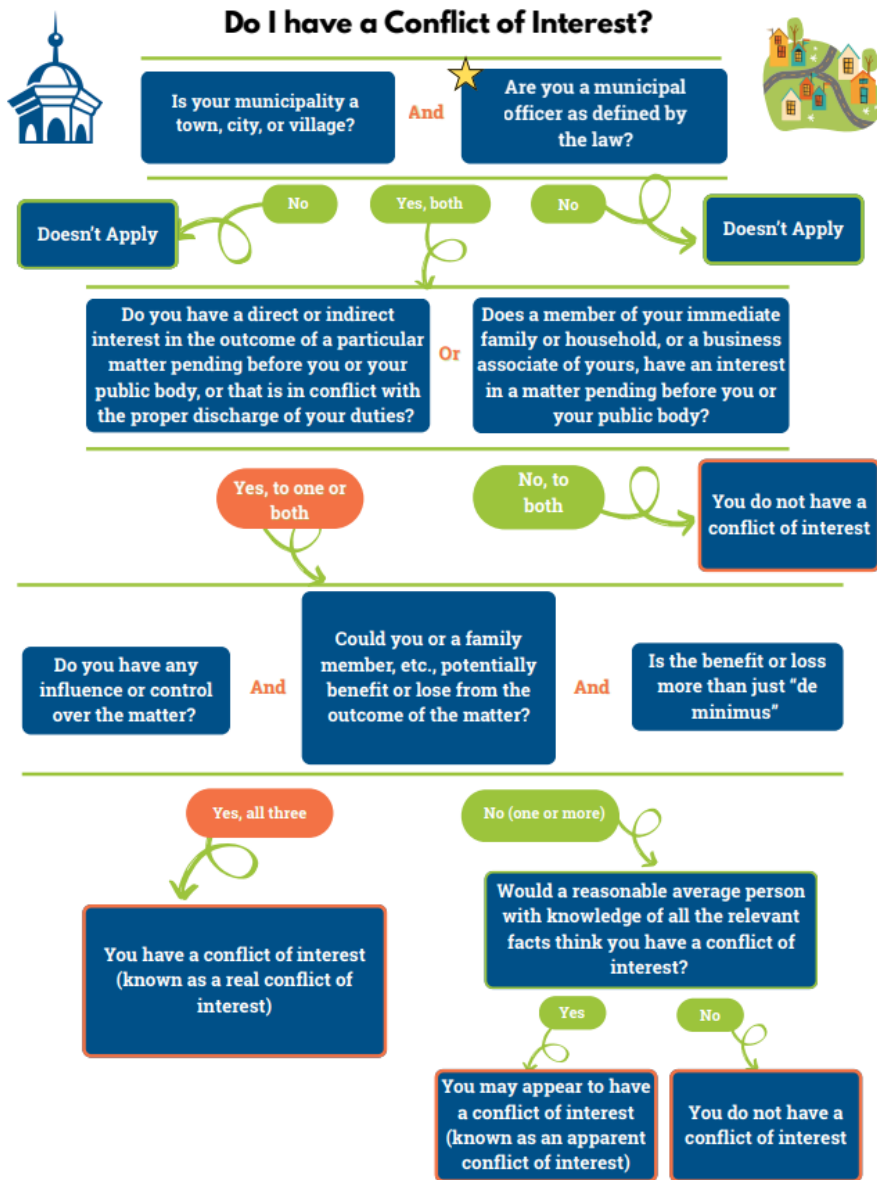 Do I have a Conflict of Interest?
Is your municipality a
town, city, or village?
And
Are you a municipal
officer as defined by
the law?
No
Yes, both
No
Doesn't Apply
Doesn't Apply
Do you have a direct or indirect
interest in the outcome of a particular
matter pending before you or your
public body, or that is in conflict with
the proper discharge of your duties?
Or
Does a member of your immediate
family or household, or a business
associate of yours, have an interest
in a matter pending before you or
your public body?
Yes, to one or
both
No, to
both
You do not have a
conflict of interest
Do you have any
influence or control
over the matter?
And
Could you or a family
member, etc., potentially
benefit or lose from the
outcome of the matter?
And
Is the benefit or loss
more than just "de
minimus"
Yes, all three
No (one or more)
You have a conflict of interest
(known as a real conflict of
interest)
Would a reasonable average person
with knowledge of all the relevant
facts think you have a conflict of
interest?
Yes
No
You may appear to have
a conflict of interest
(known as an apparent
conflict of interest)
You do not have a
conflict of interest